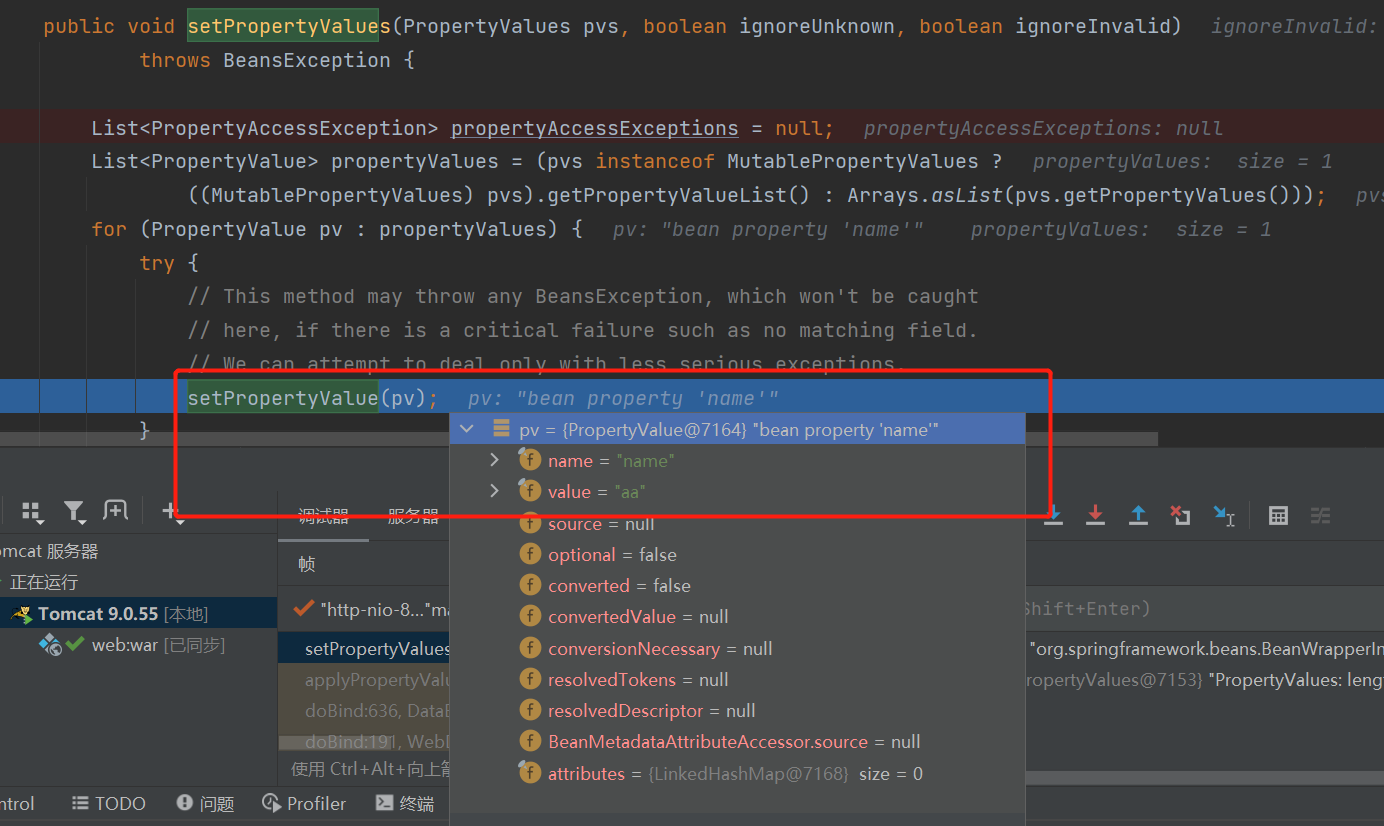 public void setPropertyValues(PropertyValues pvs, boolean ignoreUnknown, boolean ignoreInvalid)   ignoreInvalid:
throws BeansException {
List<PropertyAccessException> propertyAccessExceptions = null;   propertyAccessExceptions: null
List<PropertyValue> propertyValues = (pvs instanceof MutablePropertyValues ?   propertyValues:  size = 1
((MutablePropertyValues) pvs).getPropertyValueList() : Arrays.asList(pvs.getPropertyValues()));   pvs
for (PropertyValue pv : propertyValues) {   pv: "bean property 'name'"    propertyValues:  size = 1
try {
// This method may throw any BeansException, which won't be caught
// here, if there is a critical failure such as no matching field.
// We can attempt to deal only with less serious exceptions.
setPropertyValue(pv);   pv: "bean property 'name'"
}
pv = {PropertyValue@7164} "bean property 'name'"
name = "name"
value = "aa"
source = null
optional = false
converted = false
convertedValue = null
conversionNecessary = null
resolvedTokens = null
resolvedDescriptor = null
BeanMetadataAttributeAccessor.source = null
attributes = {LinkedHashMap@7168}  size = 0
调试器 服务器
omcat 服务器
正在运行
Tomcat 9.0.55 [本地]
web:war [已同步]
帧
"http-nio-8..."ma
setPropertyValues
applyPropertyValu
doBind:636, DataB
doBind:191, WebD
使用 Ctrl+Alt+向上箭
Shift+Enter)
"org.springframework.beans.BeanWrapperIm
ropertyValues@7153} "PropertyValues: lengt
ntrol TODO 问题 Profiler 终端